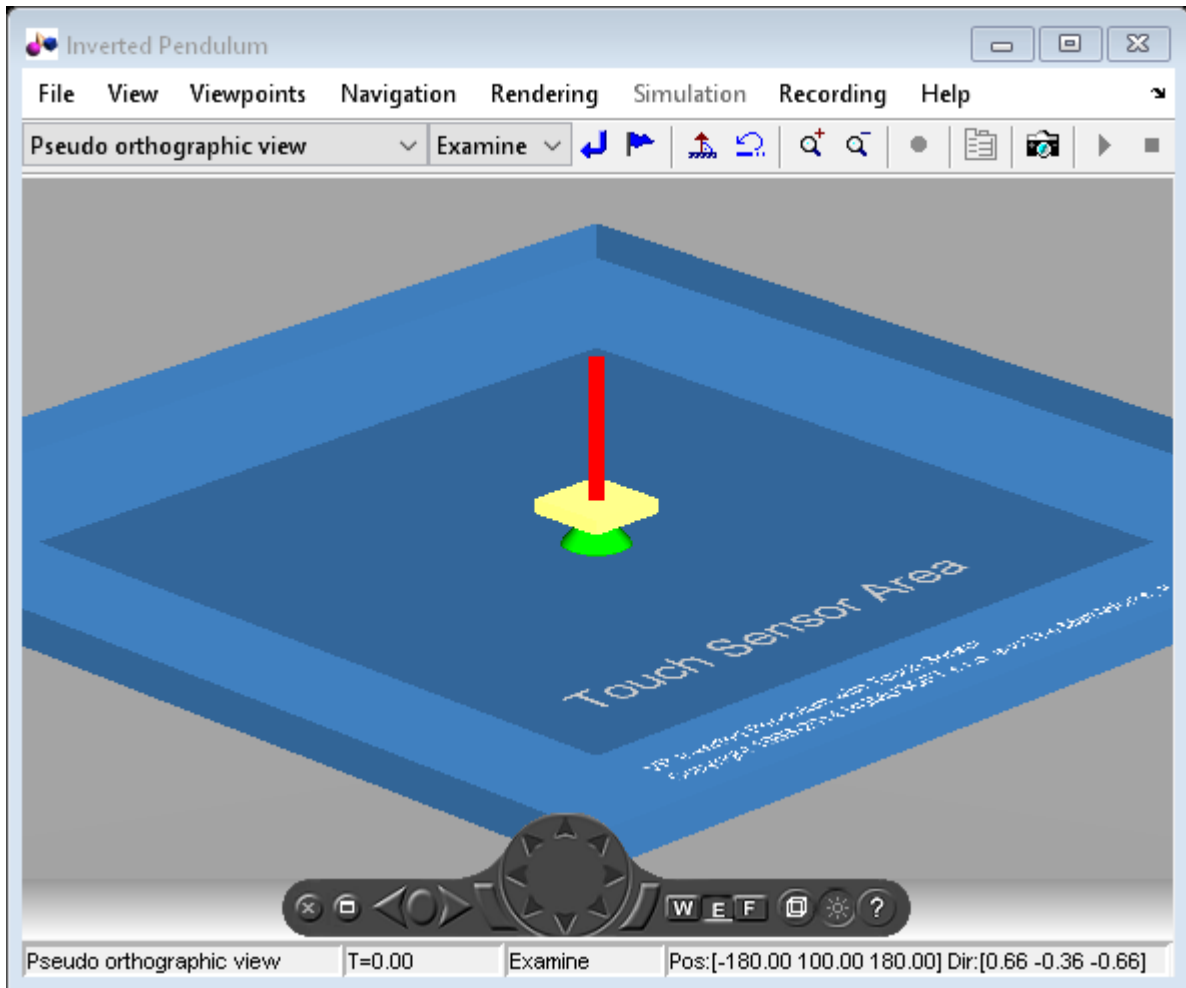 Inverted Pendulum
File View Viewpoints Navigation Rendering Simulation Recording Help
Pseudo orthographic view Examine
Touch Sensor Area
W E F ?
Pseudo orthographic view T=0.00 Examine Pos:[-180.00 100.00 180.00] Dir:[0.66 -0.36 -0.66]